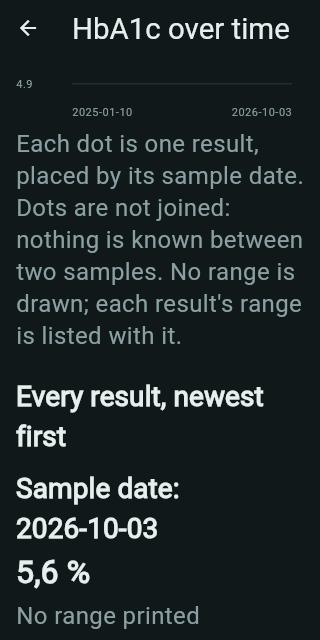 HbA1c over time
4.9
2025-01-10 2026-10-03
Each dot is one result,
placed by its sample date.
Dots are not joined:
nothing is known between
two samples. No range is
drawn; each result's range
is listed with it.
Every result, newest
first
Sample date:
2026-10-03
5,6 %
No range printed